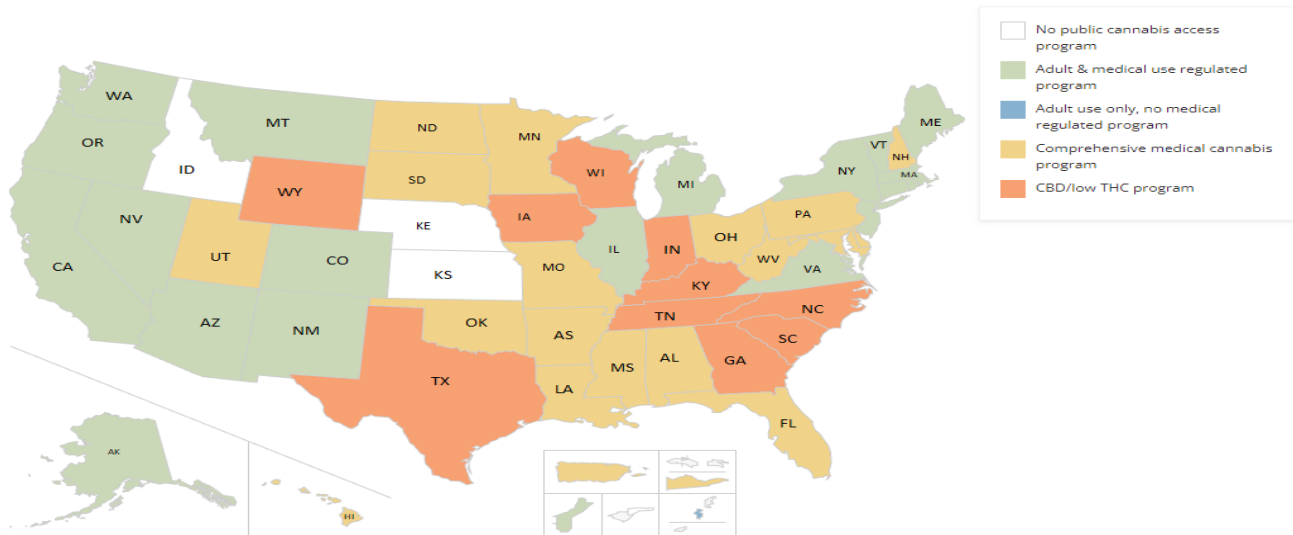 No public cannabis access
program
Adult & medical use regulated
program
Adult use only, no medical
regulated program
Comprehensive medical cannabis
program
CBD/low THC program
WA
OR
MT
ID
WY
NV
CA
UT
CO
AZ
NM
ND
SD
KE
KS
OK
TX
MN
IA
MO
AS
LA
WI
IL
MI
IN
OH
KY
TN
MS
AL
GA
FL
SC
NC
VA
WV
PA
NY
VT
NH
MA
ME
AK
HI